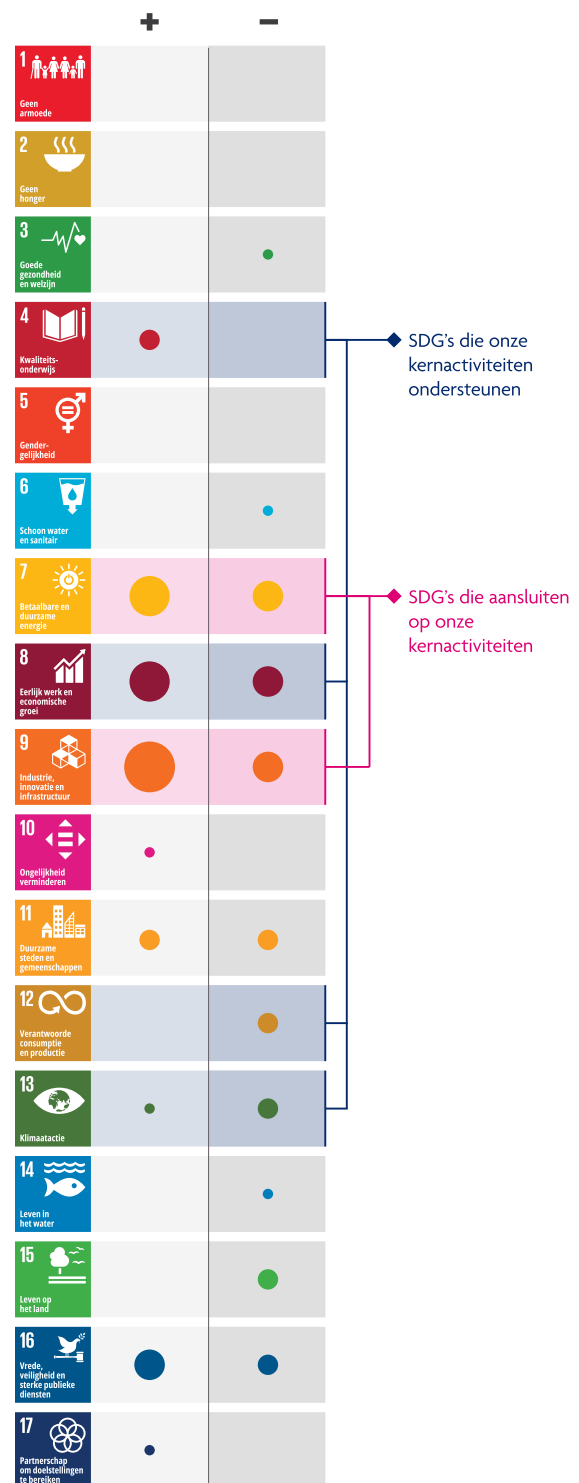 + −
1
Geen
armoede
2
Geen
honger
3
Goede
gezondheid
en welzijn
4
Kwaliteits-
onderwijs
SDG’s die onze
kernactiviteiten
ondersteunen
5
Gender-
gelijkheid
6
Schoon water
en sanitair
7
Betaalbare en
duurzame
energie
SDG’s die aansluiten
op onze
kernactiviteiten
8
Eerlijk werk en
economische
groei
9
Industrie,
innovatie en
infrastructuur
10
Ongelijkheid
verminderen
11
Duurzame
steden en
gemeenschappen
12
Verantwoorde
consumptie
en productie
13
Klimaatactie
14
Leven in
het water
15
Leven op
het land
16
Vrede,
veiligheid en
sterke publieke
diensten
17
Partnerschap
om doelstellingen
te bereiken